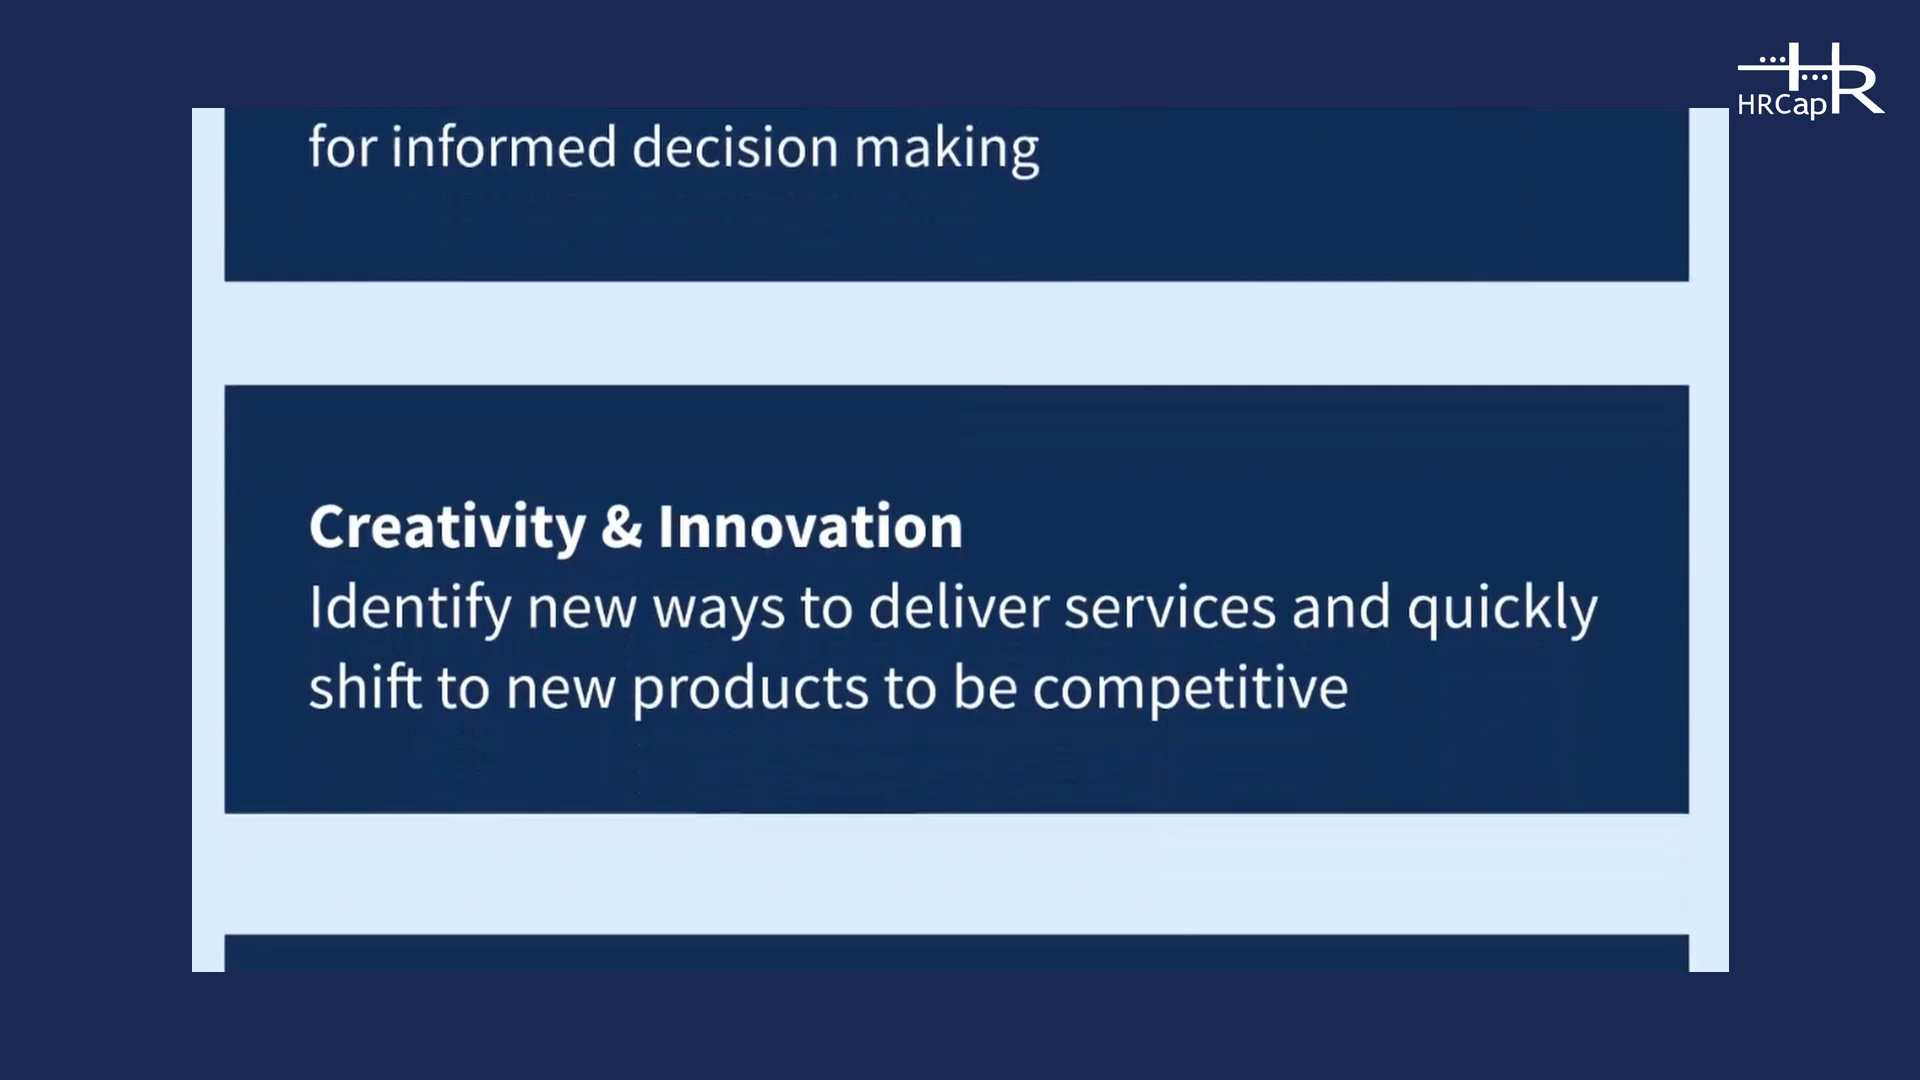 HR
HRCap
for informed decision making
Creativity & Innovation
Identify new ways to deliver services and quickly
shift to new products to be competitive